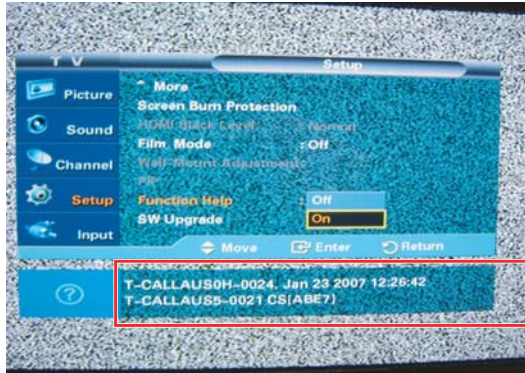 TV
Setup
Picture
Sound
Channel
Setup
Input
More
Screen Burn Protection
HDMI Black Level : Normal
Film Mode : Off
Wall-Mount Adjustment
PIP
Function Help : Off
On
SW Upgrade
Move Enter Return
T-CALLAUS0H-0024, Jan 23 2007 12:26:42
T-CALLAUS5-0021 CS(ABE7)